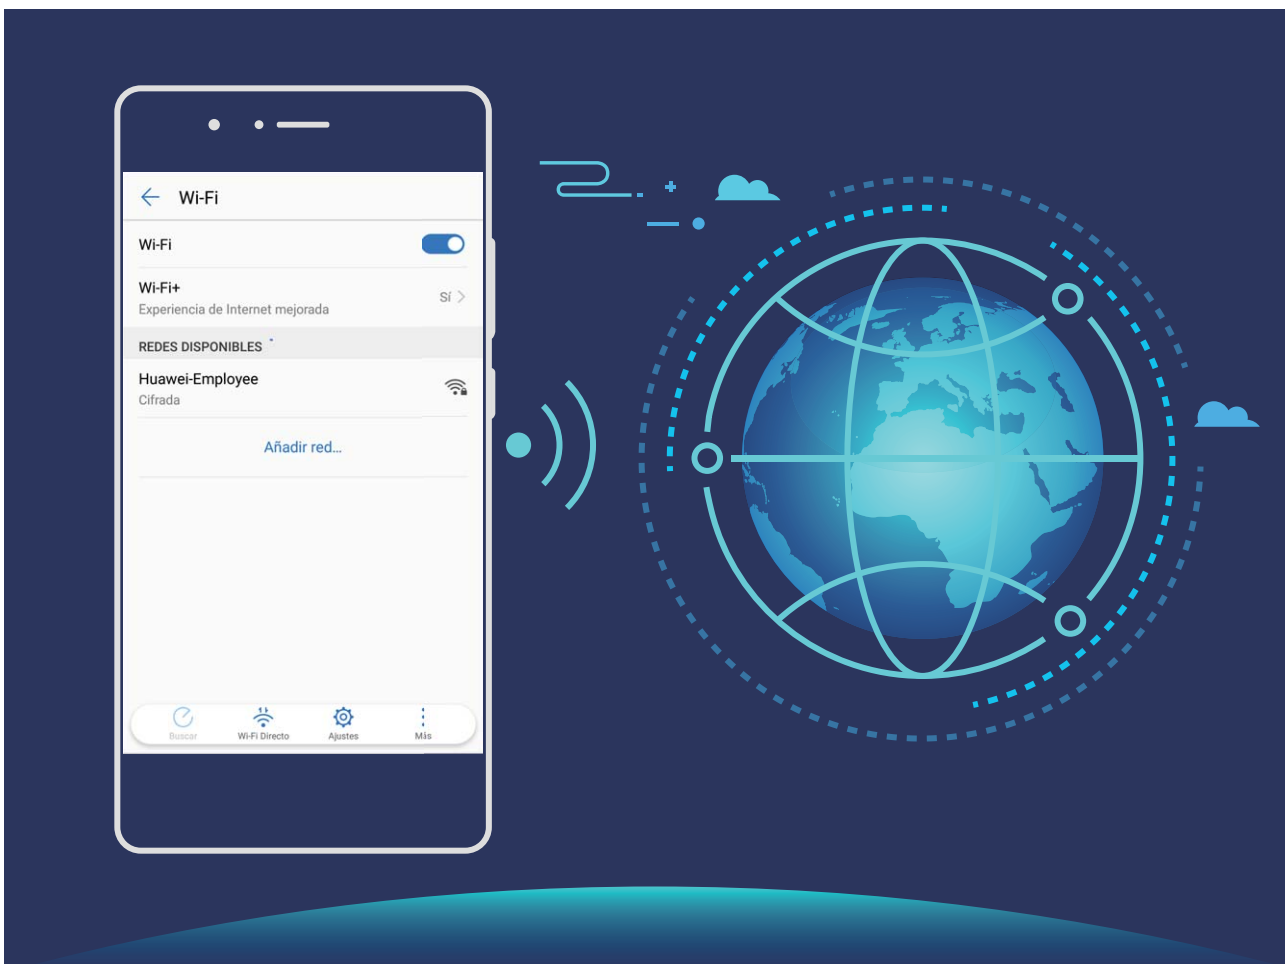 Wi-Fi
Wi-Fi
Wi-Fi+
Experiencia de Internet mejorada
Sí
REDES DISPONIBLES
Huawei-Employee
Cifrada
Añadir red...
Buscar
Wi-Fi Directo
Ajustes
Más